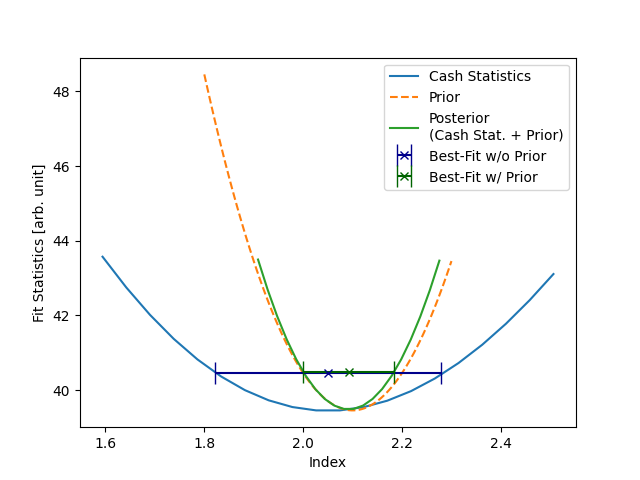 Cash Statistics
Prior
Posterior
(Cash Stat. + Prior)
Best-Fit w/o Prior
Best-Fit w/ Prior
Fit Statistics [arb. unit]
48
46
44
42
40
1.6
1.8
2.0
2.2
2.4
Index